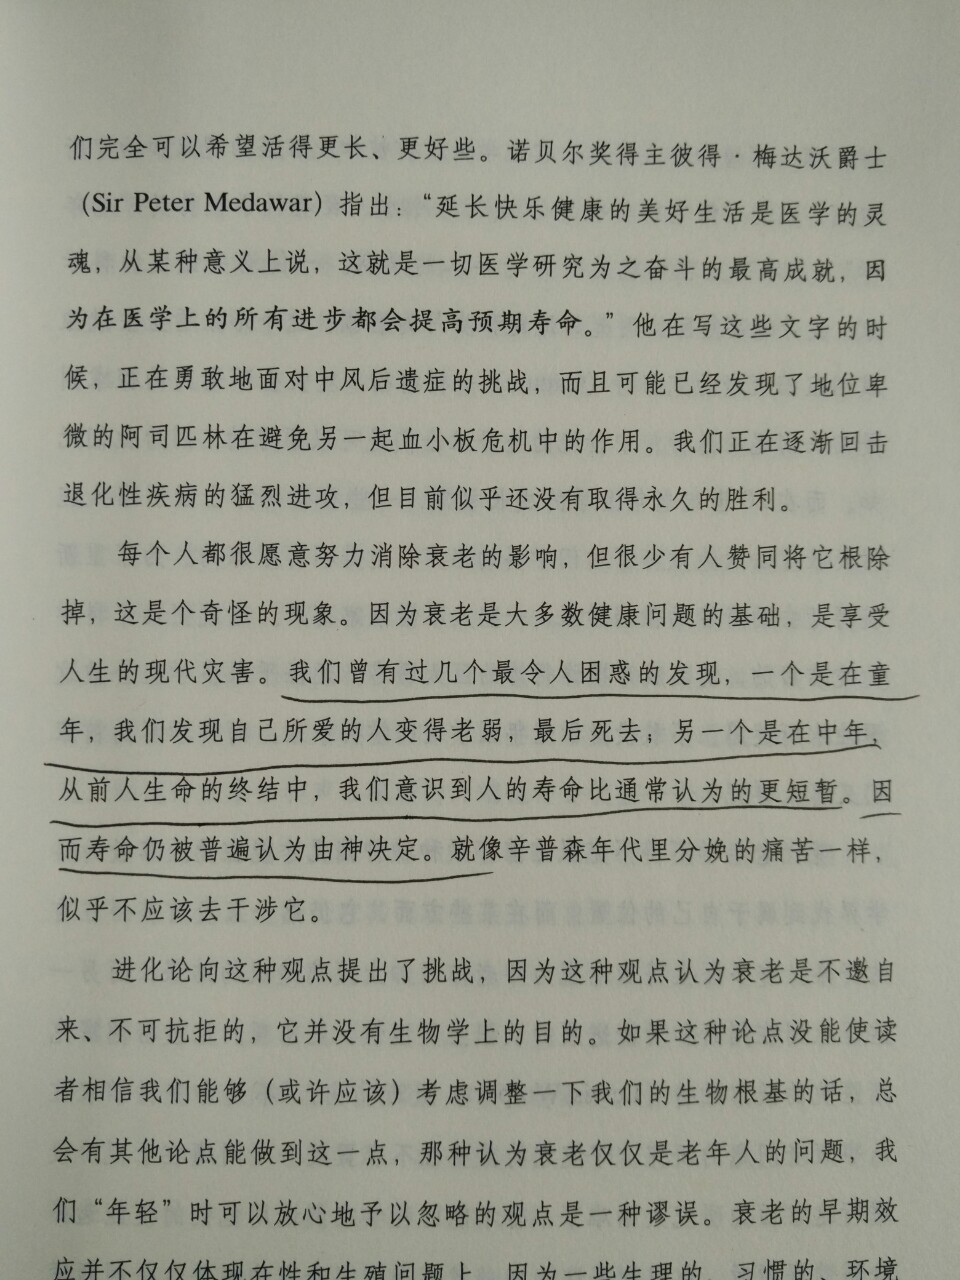 们完全可以希望活得更长、更好些。诺贝尔奖得主彼得·梅达沃爵士
（Sir Peter Medawar）指出：“延长快乐健康的美好生活是医学的灵
魂，从某种意义上说，这就是一切医学研究为之奋斗的最高成就，因
为在医学上的所有进步都会提高预期寿命。”他在写这些文字的时
候，正在勇敢地面对中风后遗症的挑战，而且可能已经发现了地位卑
微的阿司匹林在避免另一起血小板危机中的作用。我们正在逐渐回击
退化性疾病的猛烈进攻，但目前似乎还没有取得永久的胜利。
每个人都很愿意努力消除衰老的影响，但很少有人赞同将它根除
掉，这是个奇怪的现象。因为衰老是大多数健康问题的基础，是享受
人生的现代灾害。我们曾有过几个最令人困惑的发现，一个是在童
年，我们发现自己所爱的人变得老弱，最后死去；另一个是在中年，
从前人生命的终结中，我们意识到人的寿命比通常认为的更短暂。因
而寿命仍被普遍认为由神决定。就像辛普森年代里分娩的痛苦一样，
似乎不应该去干涉它。
进化论向这种观点提出了挑战，因为这种观点认为衰老是不邀自
来、不可抗拒的，它并没有生物学上的目的。如果这种论点没能使读
者相信我们能够（或许应该）考虑调整一下我们的生物根基的话，总
会有其他论点能做到这一点，那种认为衰老仅仅是老年人的问题，我
们“年轻”时可以放心地予以忽略的观点是一种谬误。衰老的早期效
应并不仅仅体现在性和生殖问题上，因为一些生理的、习惯的、环境